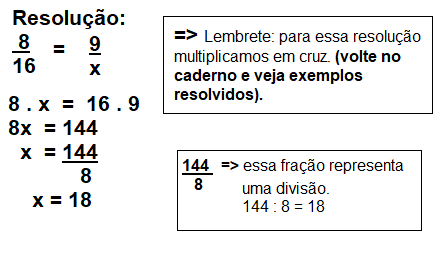 Resolução:
8 = 9
16 x
8 . x = 16 . 9
8x = 144
x = 144
8
x = 18
=> Lembrete: para essa resolução
multiplicamos em cruz. (volte no
caderno e veja exemplos
resolvidos).
144 => essa fração representa
8 uma divisão.
144 : 8 = 18